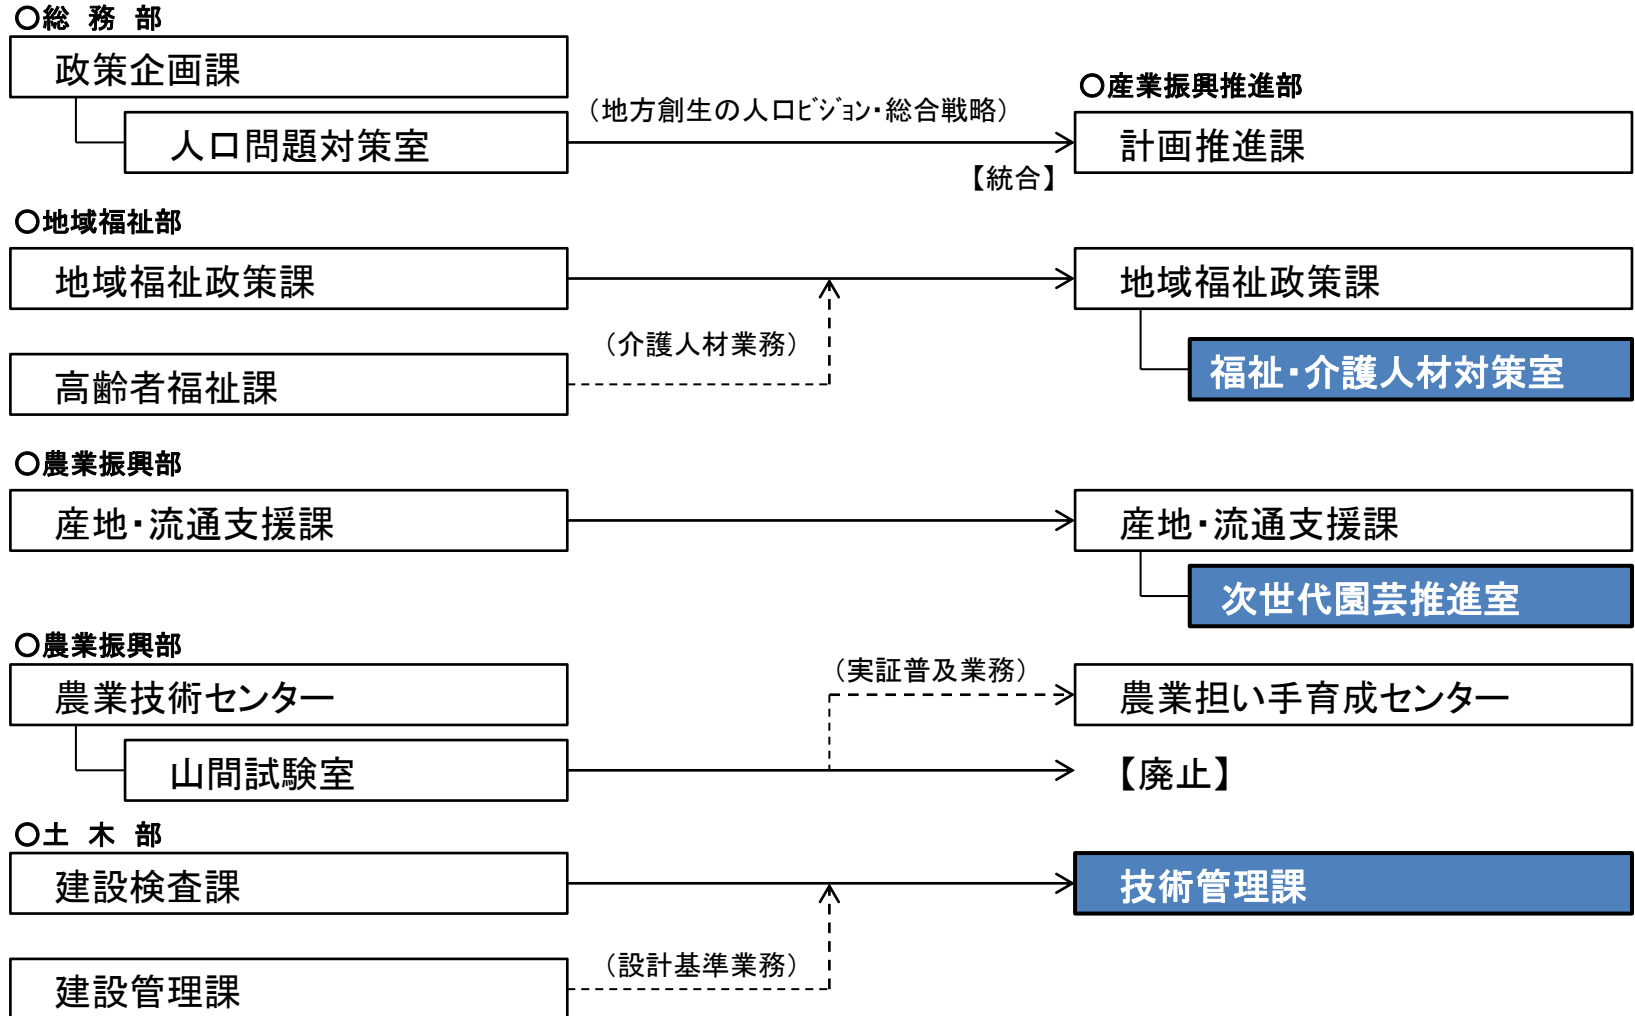 ○総　務　部
政策企画課
人口問題対策室
（地方創生の人口ﾋﾞｼﾞｮﾝ・総合戦略）
【統合】
○産業振興推進部
計画推進課
○地域福祉部
地域福祉政策課
高齢者福祉課
（介護人材業務）
地域福祉政策課
福祉・介護人材対策室
○農業振興部
産地・流通支援課
産地・流通支援課
次世代園芸推進室
○農業振興部
農業技術センター
山間試験室
（実証普及業務）
農業担い手育成センター
【廃止】
○土　木　部
建設検査課
建設管理課
（設計基準業務）
技術管理課